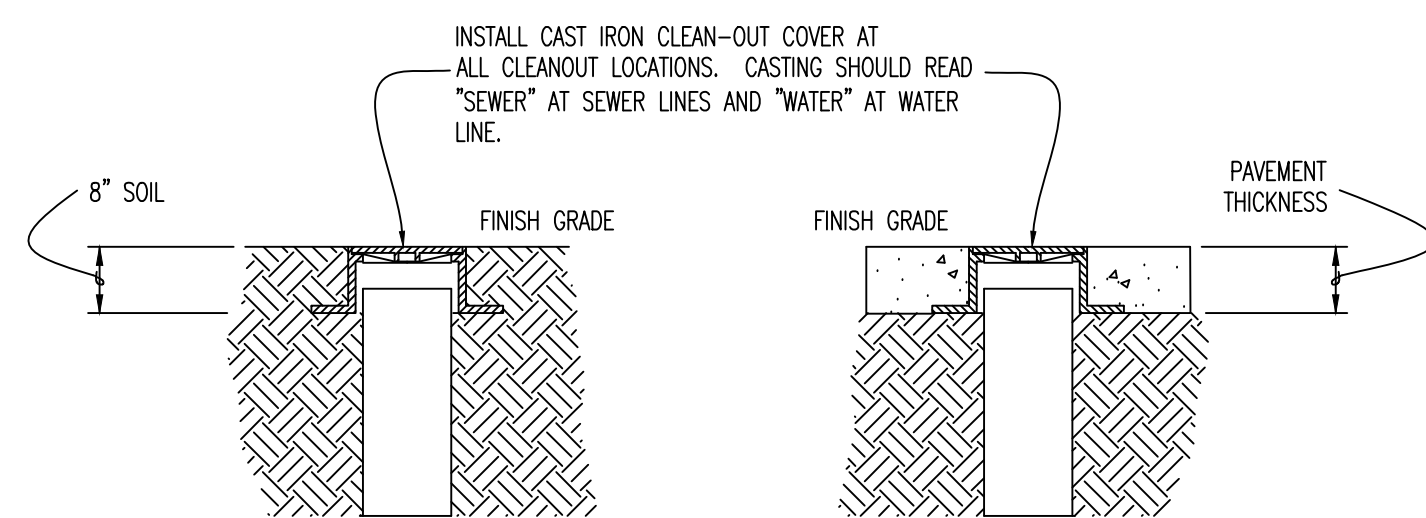 INSTALL CAST IRON CLEAN-OUT COVER AT
ALL CLEANOUT LOCATIONS. CASTING SHOULD READ
"SEWER" AT SEWER LINES AND "WATER" AT WATER
LINE.
8" SOIL
FINISH GRADE
FINISH GRADE
PAVEMENT
THICKNESS